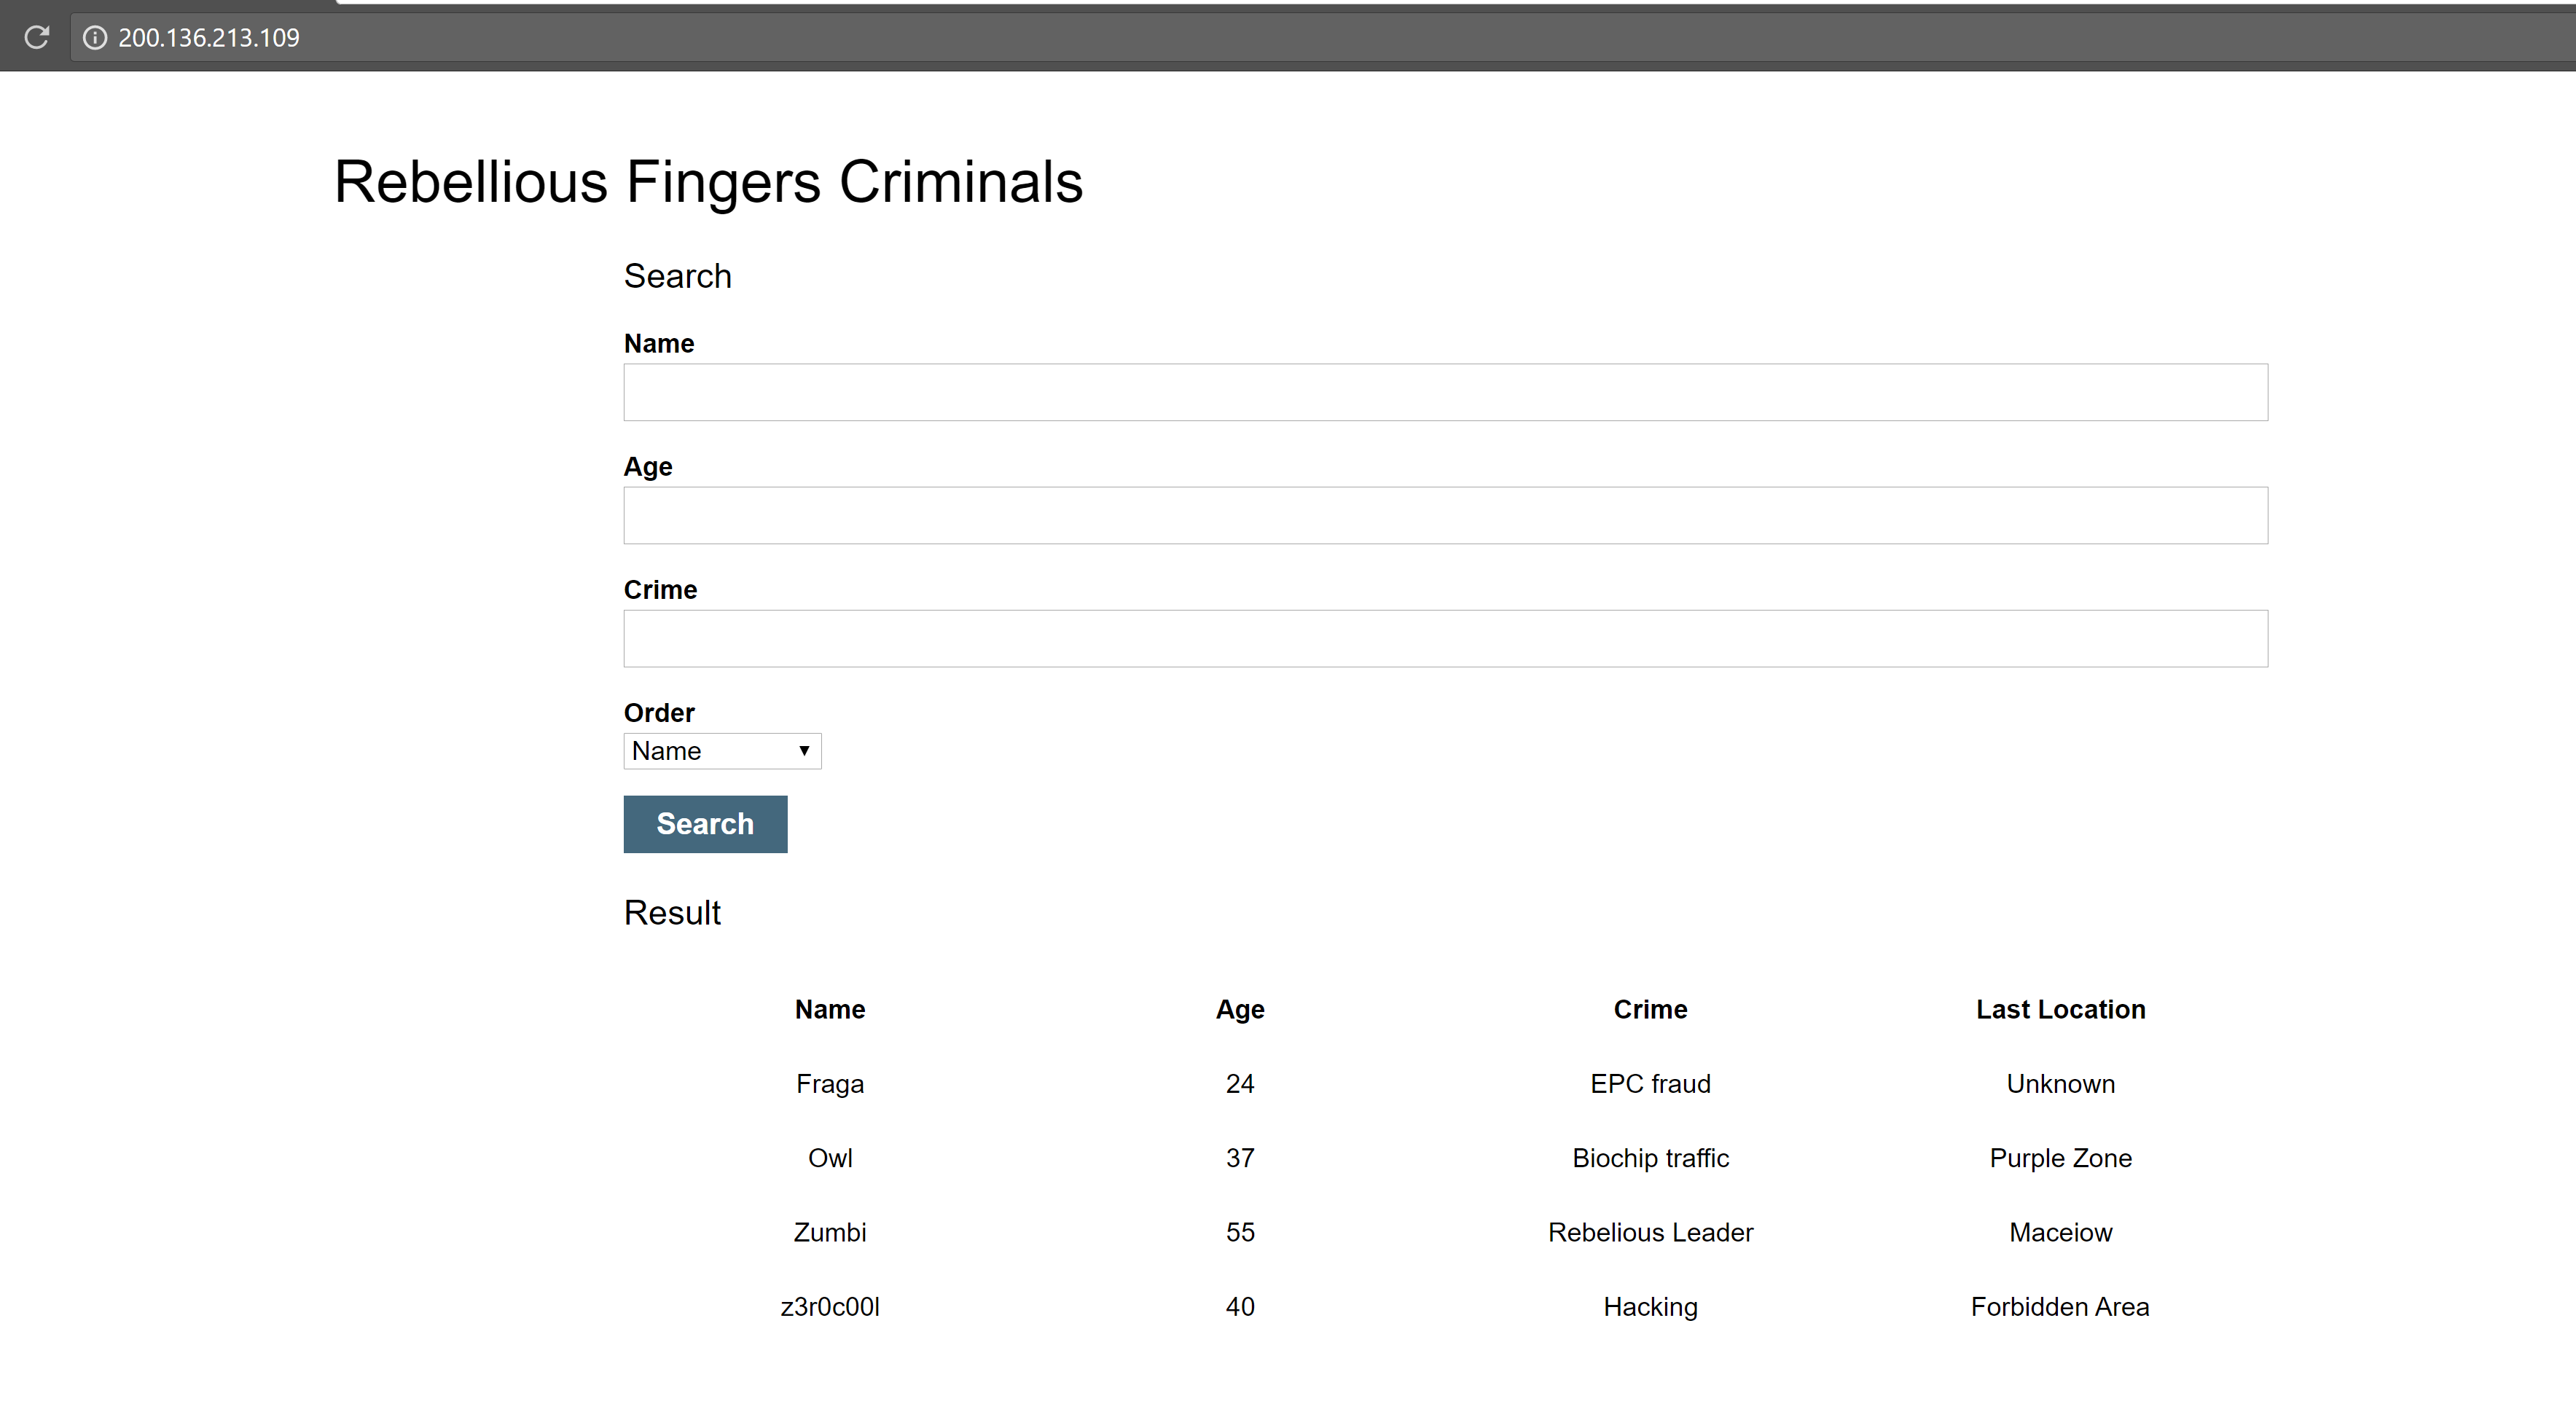 200.136.213.109
Rebellious Fingers Criminals
Search
Name
Age
Crime
Order
Name
Search
Result
Name Age Crime Last Location
Fraga 24 EPC fraud Unknown
Owl 37 Biochip traffic Purple Zone
Zumbi 55 Rebelious Leader Maceiow
z3r0c00l 40 Hacking Forbidden Area